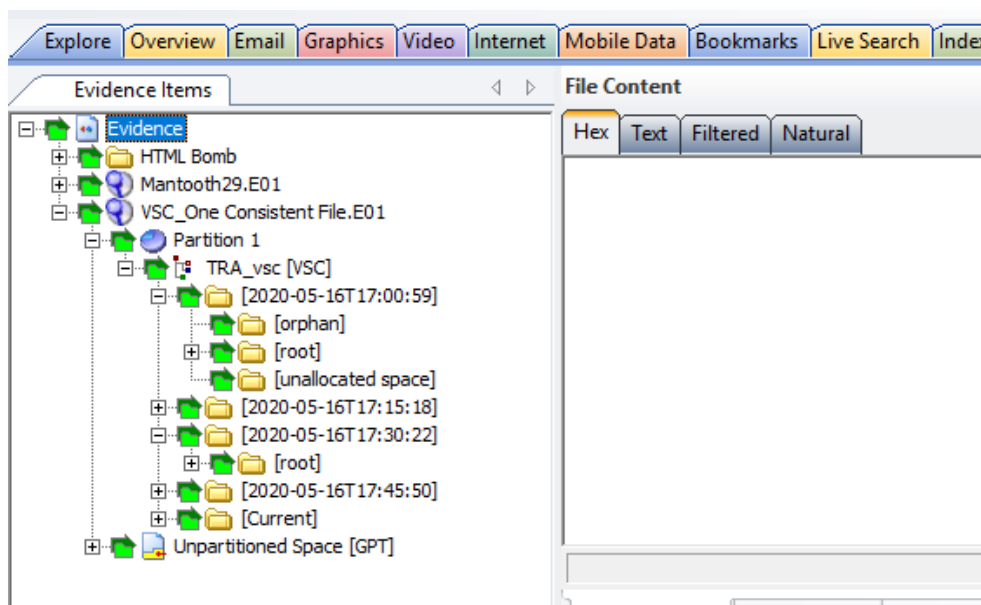 Explore Overview Email Graphics Video Internet Mobile Data Bookmarks Live Search
Evidence Items
File Content
Hex Text Filtered Natural
Evidence
HTML Bomb
Mantooth29.E01
VSC_One Consistent File.E01
Partition 1
TRA_vsc [VSC]
[2020-05-16T17:00:59]
[orphan]
[root]
[unallocated space]
[2020-05-16T17:15:18]
[2020-05-16T17:30:22]
[root]
[2020-05-16T17:45:50]
[Current]
Unpartitioned Space [GPT]